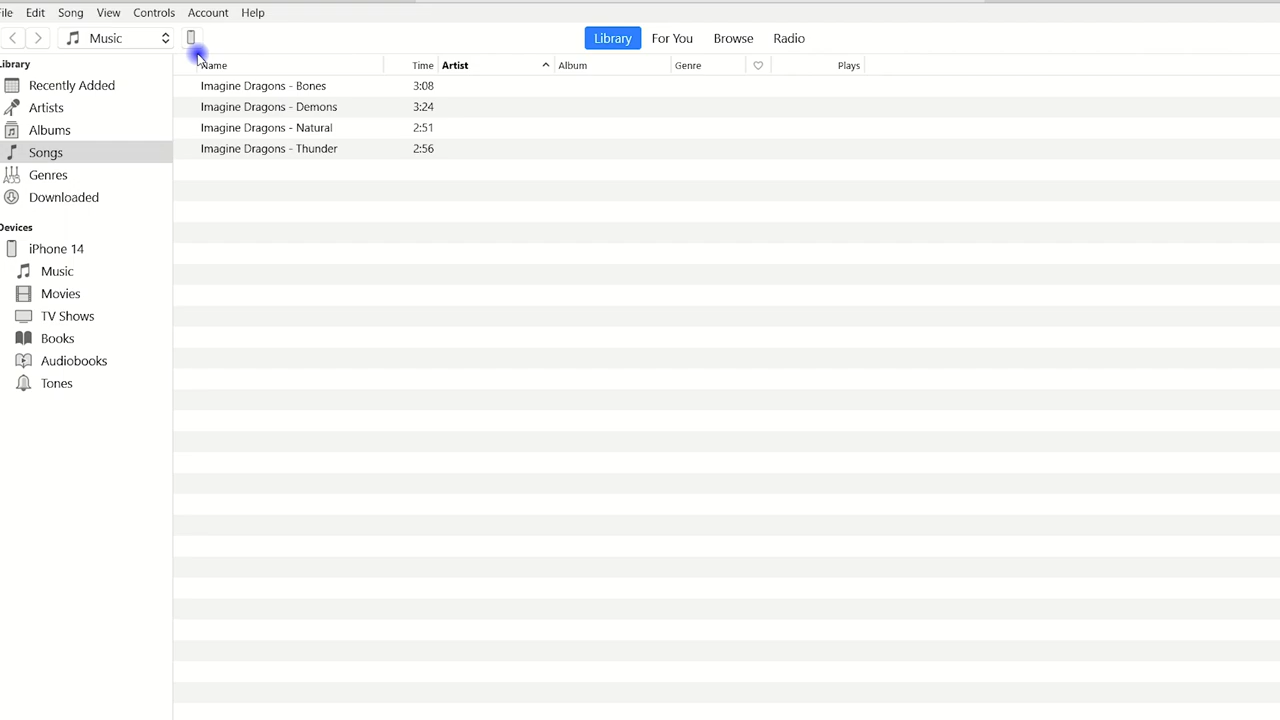 File Edit Song View Controls Account Help
Music Library For You Browse Radio
Library
Recently Added
Artists
Albums
Songs
Genres
Downloaded
Devices
iPhone 14
Music
Movies
TV Shows
Books
Audiobooks
Tones
Name Time Artist Album Genre Plays
Imagine Dragons - Bones 3:08
Imagine Dragons - Demons 3:24
Imagine Dragons - Natural 2:51
Imagine Dragons - Thunder 2:56